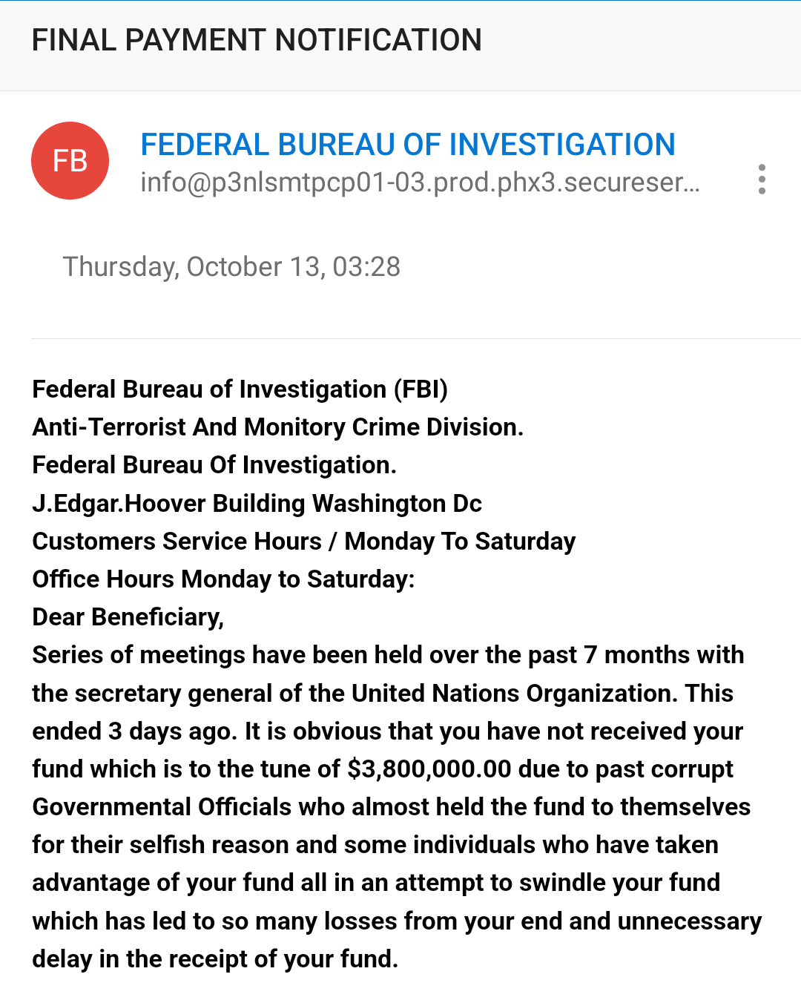 FINAL PAYMENT NOTIFICATION
FB
FEDERAL BUREAU OF INVESTIGATION
info@p3nlsmtpcp01-03.prod.phx3.secureser...
Thursday, October 13, 03:28
Federal Bureau of Investigation (FBI)
Anti-Terrorist And Monitory Crime Division.
Federal Bureau Of Investigation.
J.Edgar.Hoover Building Washington Dc
Customers Service Hours / Monday To Saturday
Office Hours Monday to Saturday:
Dear Beneficiary,
Series of meetings have been held over the past 7 months with
the secretary general of the United Nations Organization. This
ended 3 days ago. It is obvious that you have not received your
fund which is to the tune of $3,800,000.00 due to past corrupt
Governmental Officials who almost held the fund to themselves
for their selfish reason and some individuals who have taken
advantage of your fund all in an attempt to swindle your fund
which has led to so many losses from your end and unnecessary
delay in the receipt of your fund.